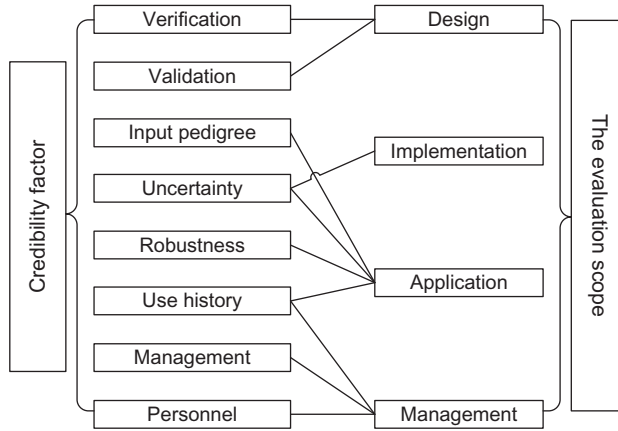 Credibility factor
Verification
Validation
Input pedigree
Uncertainty
Robustness
Use history
Management
Personnel
Design
Implementation
Application
Management
The evaluation scope